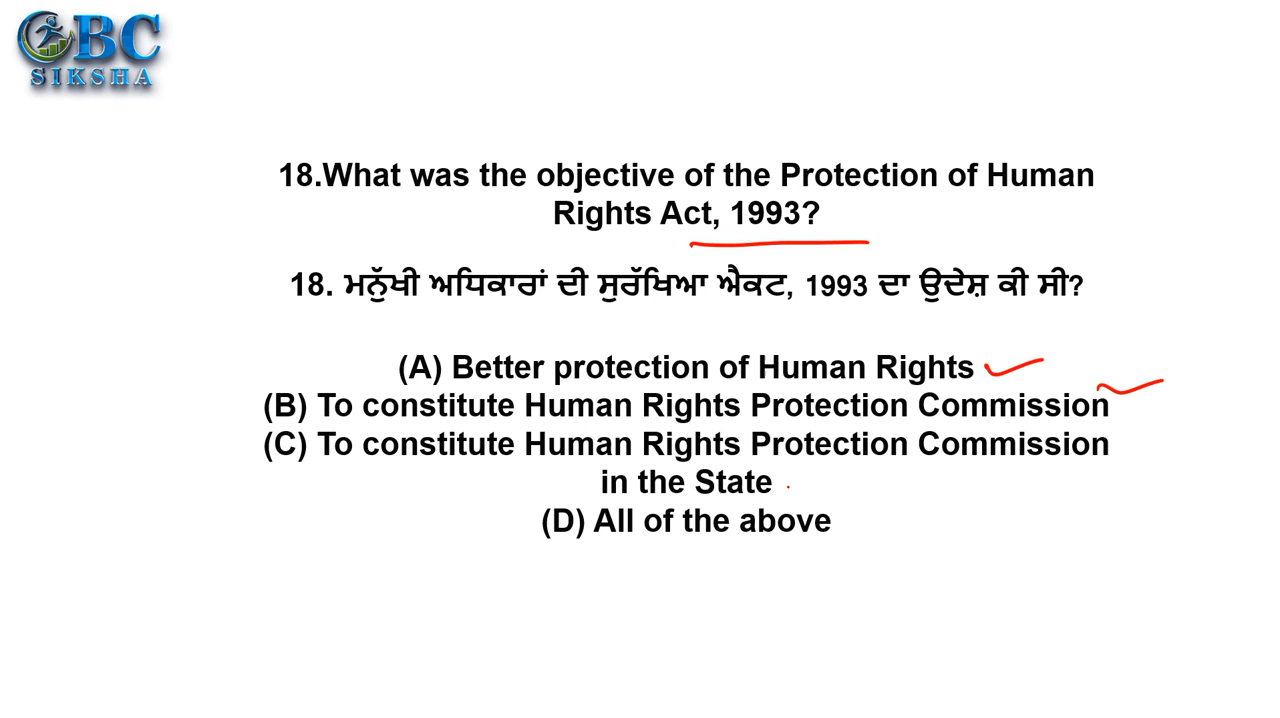 OBC
SIKSHA
18.What was the objective of the Protection of Human
Rights Act, 1993?
18. ਮਨੁੱਖੀ ਅਧਿਕਾਰਾਂ ਦੀ ਸੁਰੱਖਿਆ ਐਕਟ, 1993 ਦਾ ਉਦੇਸ਼ ਕੀ ਸੀ?
(A) Better protection of Human Rights
(B) To constitute Human Rights Protection Commission
(C) To constitute Human Rights Protection Commission
in the State
(D) All of the above